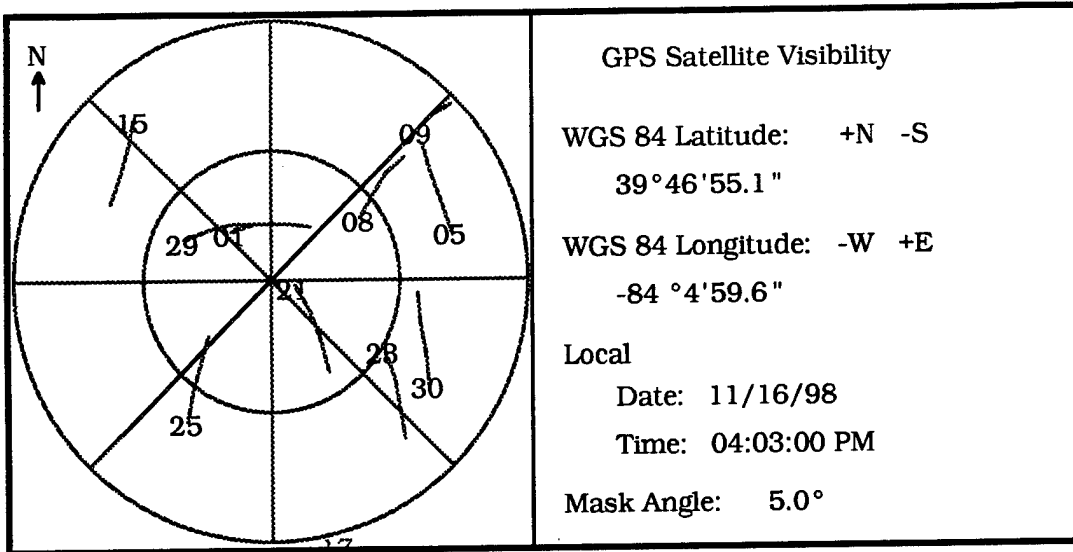 N
15
09
08
05
29
01
21
23
30
25
17
GPS Satellite Visibility
WGS 84 Latitude: +N -S
39°46'55.1"
WGS 84 Longitude: -W +E
-84 °4'59.6"
Local
Date: 11/16/98
Time: 04:03:00 PM
Mask Angle: 5.0°